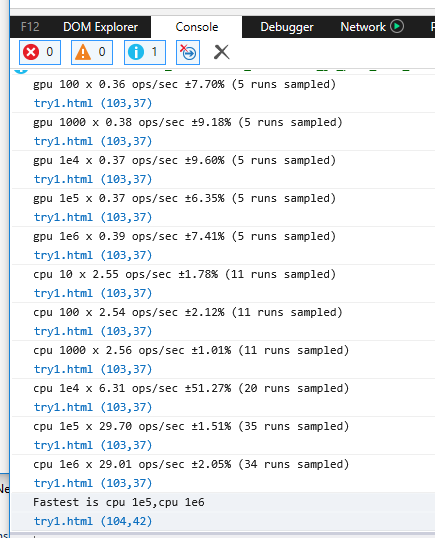 F12 DOM Explorer Console Debugger Network
0 0 1
gpu 100 x 0.36 ops/sec ±7.70% (5 runs sampled)
try1.html (103,37)
gpu 1000 x 0.38 ops/sec ±9.18% (5 runs sampled)
try1.html (103,37)
gpu 1e4 x 0.37 ops/sec ±9.60% (5 runs sampled)
try1.html (103,37)
gpu 1e5 x 0.37 ops/sec ±6.35% (5 runs sampled)
try1.html (103,37)
gpu 1e6 x 0.39 ops/sec ±7.41% (5 runs sampled)
try1.html (103,37)
cpu 10 x 2.55 ops/sec ±1.78% (11 runs sampled)
try1.html (103,37)
cpu 100 x 2.54 ops/sec ±2.12% (11 runs sampled)
try1.html (103,37)
cpu 1000 x 2.56 ops/sec ±1.01% (11 runs sampled)
try1.html (103,37)
cpu 1e4 x 6.31 ops/sec ±51.27% (20 runs sampled)
try1.html (103,37)
cpu 1e5 x 29.70 ops/sec ±1.51% (35 runs sampled)
try1.html (103,37)
cpu 1e6 x 29.01 ops/sec ±2.05% (34 runs sampled)
try1.html (103,37)
Fastest is cpu 1e5,cpu 1e6
try1.html (104,42)